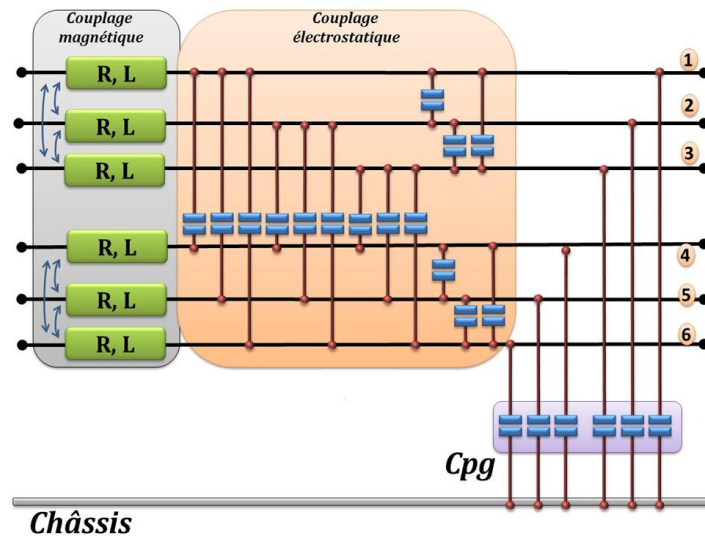 Couplage
magnétique
Couplage
électrostatique
R, L
1
R, L
2
R, L
3
R, L
4
R, L
5
R, L
6
Cpg
Châssis